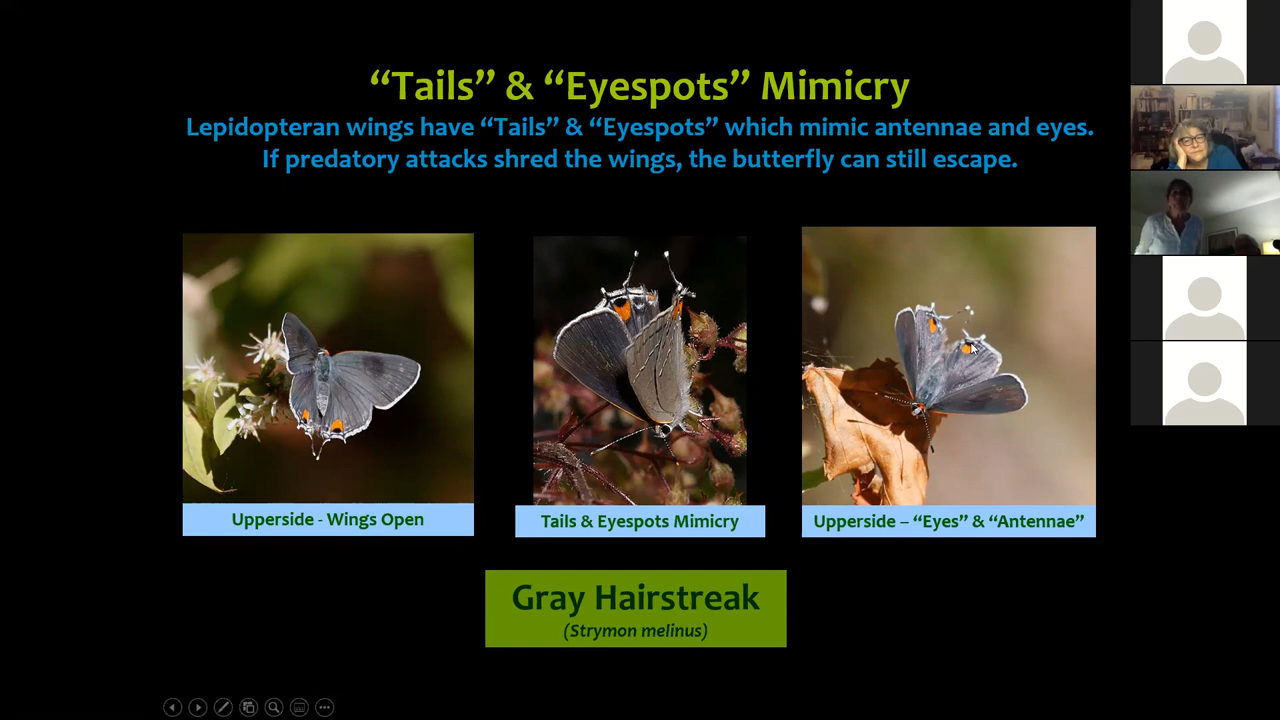 “Tails” & “Eyespots” Mimicry
Lepidopteran wings have “Tails” & “Eyespots” which mimic antennae and eyes.
If predatory attacks shred the wings, the butterfly can still escape.
Upperside - Wings Open
Tails & Eyespots Mimicry
Upperside – “Eyes” & “Antennae”
Gray Hairstreak
(Strymon melinus)